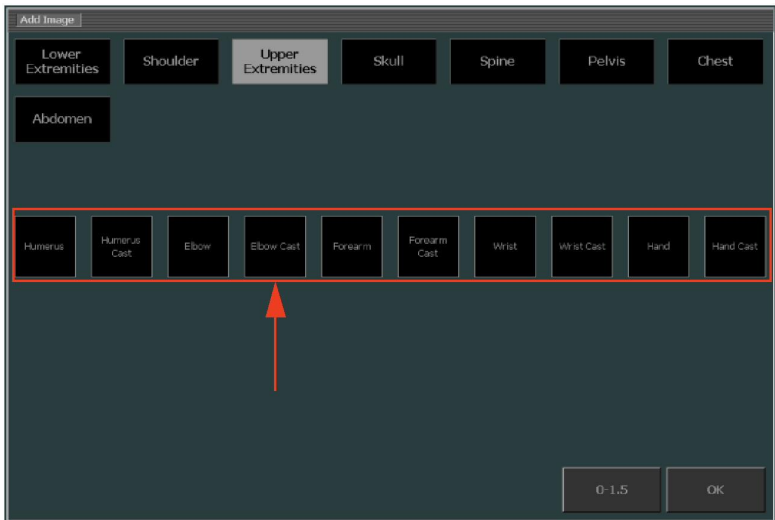 Add Image
Lower
Extremities
Shoulder
Upper
Extremities
Skull
Spine
Pelvis
Chest
Abdomen
Humerus
Humerus
Cast
Elbow
Elbow Cast
Forearm
Forearm
Cast
Wrist
Wrist Cast
Hand
Hand Cast
0-1.5
OK